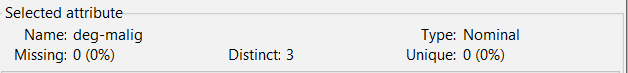 Selected attribute
Name: deg-malig Type: Nominal
Missing: 0 (0%) Distinct: 3 Unique: 0 (0%)